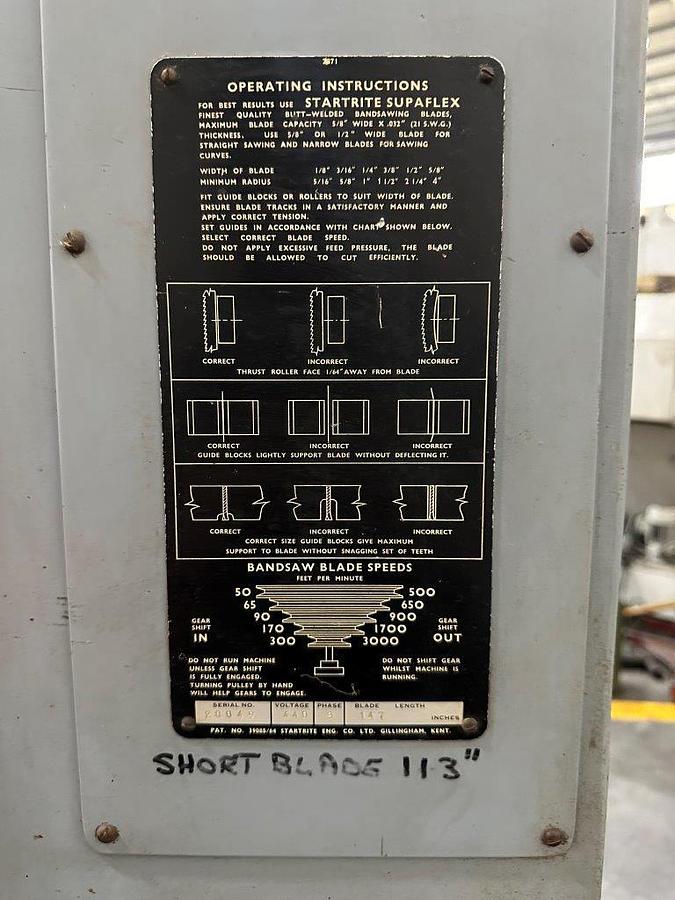 2871
OPERATING INSTRUCTIONS
FOR BEST RESULTS USE STARTRITE SUPAFLEX
FINEST QUALITY BUTT-WELDED BANDSAWING BLADES,
MAXIMUM BLADE CAPACITY 5/8" WIDE X .032" (21 S.W.G.)
THICKNESS. USE 5/8" OR 1/2" WIDE BLADE FOR
STRAIGHT SAWING AND NARROW BLADES FOR SAWING
CURVES.
WIDTH OF BLADE 1/8" 3/16" 1/4" 3/8" 1/2" 5/8"
MINIMUM RADIUS 5/16" 5/8" 1" 1 1/2" 2 1/4" 4"
FIT GUIDE BLOCKS OR ROLLERS TO SUIT WIDTH OF BLADE.
ENSURE BLADE TRACKS IN A SATISFACTORY MANNER AND
APPLY CORRECT TENSION.
SET GUIDES IN ACCORDANCE WITH CHART SHOWN BELOW.
SELECT CORRECT BLADE SPEED.
DO NOT APPLY EXCESSIVE FEED PRESSURE, THE BLADE
SHOULD BE ALLOWED TO CUT EFFICIENTLY.
CORRECT INCORRECT INCORRECT
THRUST ROLLER FACE 1/64" AWAY FROM BLADE
CORRECT INCORRECT INCORRECT
GUIDE BLOCKS LIGHTLY SUPPORT BLADE WITHOUT DEFLECTING IT.
CORRECT INCORRECT INCORRECT
CORRECT SIZE GUIDE BLOCKS GIVE MAXIMUM
SUPPORT TO BLADE WITHOUT SNAGGING SET OF TEETH
BANDSAW BLADE SPEEDS
FEET PER MINUTE
50 500
65 650
90 900
170 1700
300 3000
GEAR SHIFT IN
GEAR SHIFT OUT
DO NOT RUN MACHINE
UNLESS GEAR SHIFT
IS FULLY ENGAGED.
TURNING PULLEY BY HAND
WILL HELP GEARS TO ENGAGE.
DO NOT SHIFT GEAR
WHILST MACHINE IS
RUNNING.
SERIAL NO. VOLTAGE PHASE BLADE LENGTH
440 3 147 INCHES
PAT. NO. 39085/64 STARTRITE ENG. CO. LTD. GILLINGHAM, KENT.
SHORT BLADE 113"